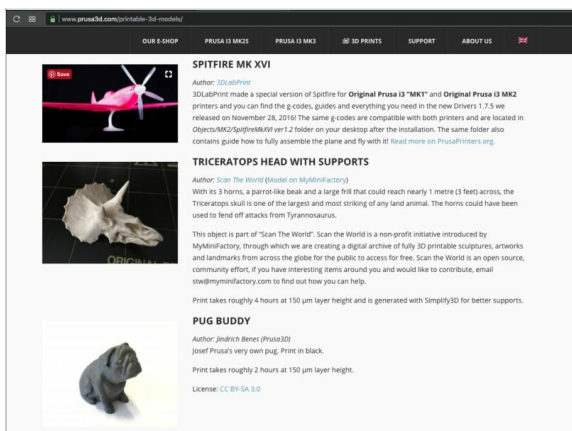 www.prusa3d.com/printable-3d-models/
OUR E-SHOP PRUSA I3 MK2S PRUSA I3 MK3 3D PRINTS SUPPORT ABOUT US
Save
SPITFIRE MK XVI
Author: 3DLabPrint
3DLabPrint made a special version of Spitfire for Original Prusa i3 "MK1" and Original Prusa i3 MK2
printers and you can find the g-codes, guides and everything you need in the new Drivers 1.7.5 we
released on November 28, 2016! The same g-codes are compatible with both printers and are located in
Objects/MK2/SpitfireMkXVI ver1.2 folder on your desktop after the installation. The same folder also
contains guide how to fully assemble the plane and fly with it! Read more on PrusaPrinters.org.
TRICERATOPS HEAD WITH SUPPORTS
Author: Scan The World (Model on MyMiniFactory)
With its 3 horns, a parrot-like beak and a large frill that could reach nearly 1 metre (3 feet) across, the
Triceratops skull is one of the largest and most striking of any land animal. The horns could have been
used to fend off attacks from Tyrannosaurus.
This object is part of "Scan The World". Scan the World is a non-profit initiative introduced by
MyMiniFactory, through which we are creating a digital archive of fully 3D printable sculptures, artworks
and landmarks from across the globe for the public to access for free. Scan the World is an open source,
community effort, if you have interesting items around you and would like to contribute, email
stw@myminifactory.com to find out how you can help.
Print takes roughly 4 hours at 150 μm layer height and is generated with Simplify3D for better supports.
ORIGINAL
PUG BUDDY
Author: Jindrich Benes (Prusa3D)
Josef Prusa's very own pug. Print in black.
Print takes roughly 2 hours at 150 μm layer height.
License: CC BY-SA 3.0